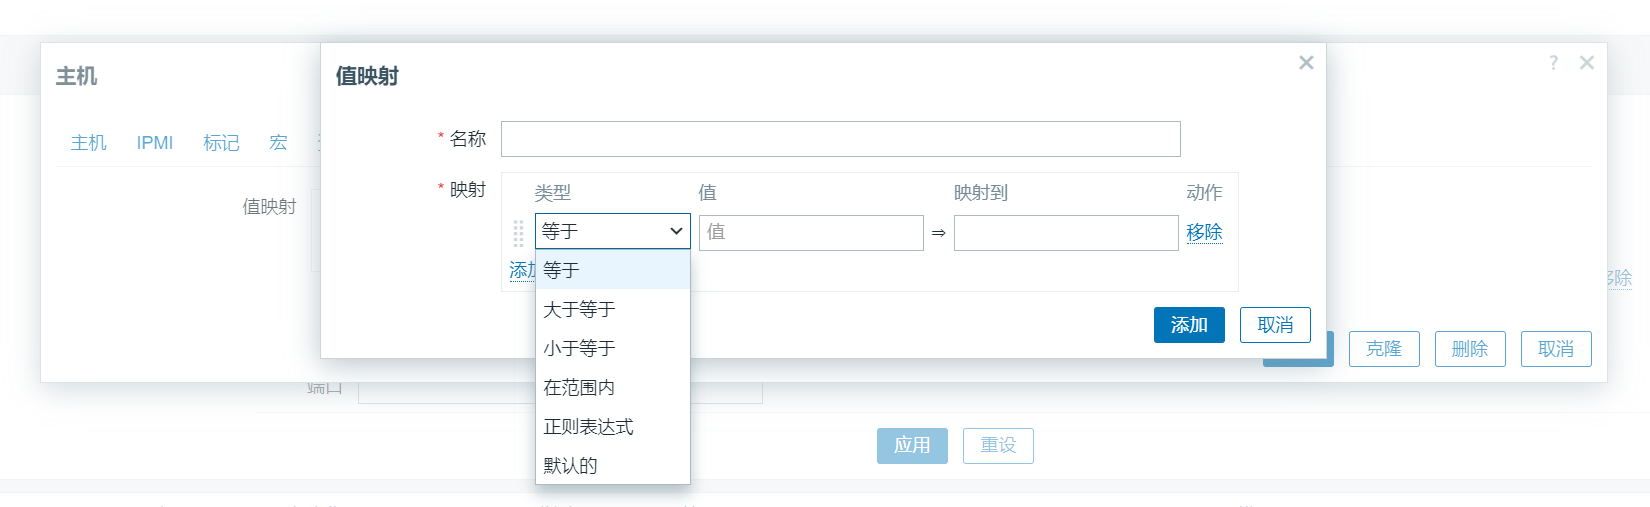 主机
值映射
?
主机 IPMI 标记 宏
* 名称
值映射
* 映射
类型 值 映射到 动作
等于 值 ⇒ 移除
添加
等于
大于等于
小于等于
在范围内
正则表达式
默认的
添加 取消
移除
克隆 删除 取消
端口
应用 重设